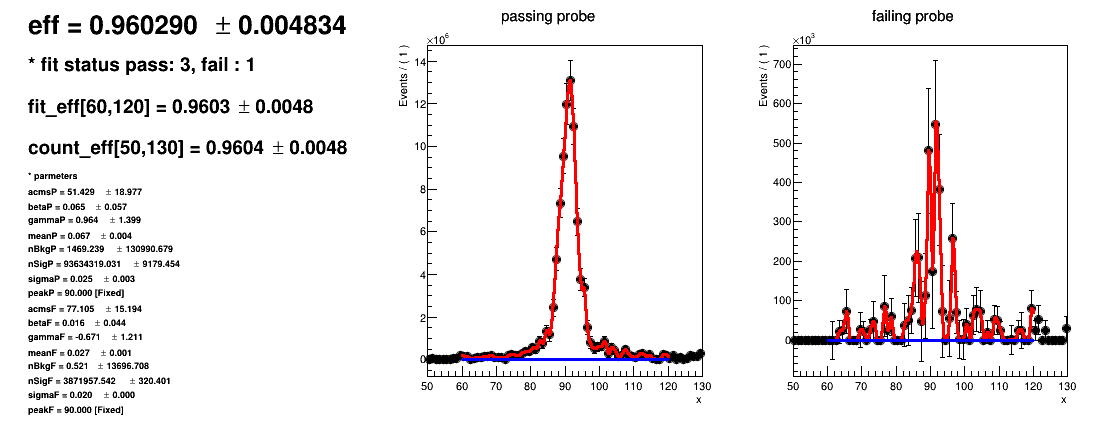 eff = 0.960290 ± 0.004834
* fit status pass: 3, fail : 1
fit_eff[60,120] = 0.9603 ± 0.0048
count_eff[50,130] = 0.9604 ± 0.0048
* parmeters
acmsP = 51.429 ± 18.977
betaP = 0.065 ± 0.057
gammaP = 0.964 ± 1.399
meanP = 0.067 ± 0.004
nBkgP = 1469.239 ± 130990.679
nSigP = 93634319.031 ± 9179.454
sigmaP = 0.025 ± 0.003
peakP = 90.000 [Fixed]
acmsF = 77.105 ± 15.194
betaF = 0.016 ± 0.044
gammaF = -0.671 ± 1.211
meanF = 0.027 ± 0.001
nBkgF = 0.521 ± 13696.708
nSigF = 3871957.542 ± 320.401
sigmaF = 0.020 ± 0.000
peakF = 90.000 [Fixed]
passing probe
×10⁶
Events / ( 1 )
14
12
10
8
6
4
2
0
50 60 70 80 90 100 110 120 130
x
failing probe
×10³
Events / ( 1 )
700
600
500
400
300
200
100
0
50 60 70 80 90 100 110 120 130
x